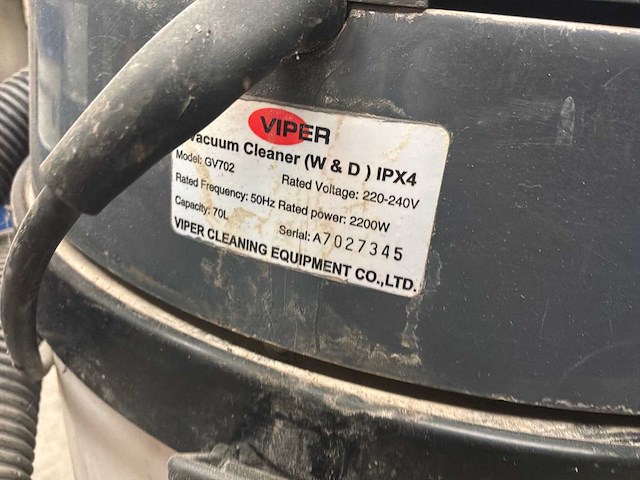 VIPER
Vacuum Cleaner (W & D ) IPX4
Model: GV702 Rated Voltage: 220-240V
Rated Frequency: 50Hz Rated power: 2200W
Capacity: 70L Serial: A7027345
VIPER CLEANING EQUIPMENT CO.,LTD.